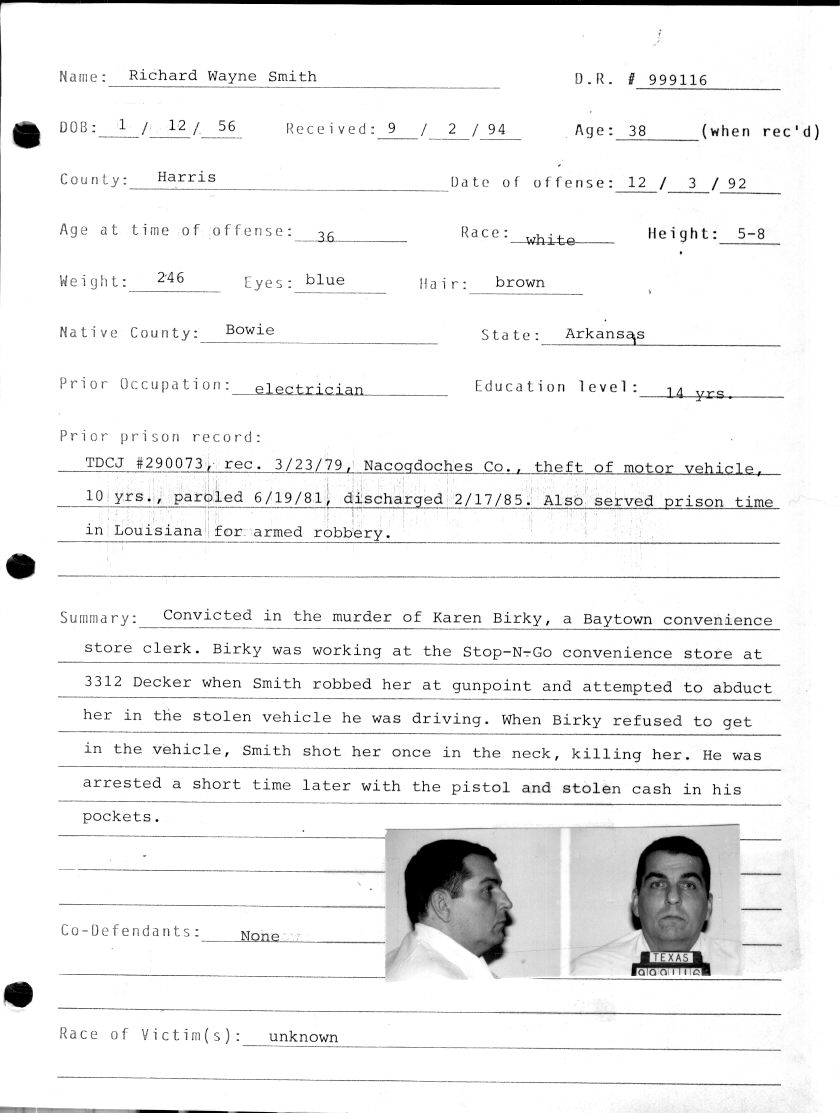 Name: Richard Wayne Smith D.R. # 999116
DOB: 1 / 12 / 56 Received: 9 / 2 / 94 Age: 38 (when rec'd)
County: Harris Date of offense: 12 / 3 / 92
Age at time of offense: 36 Race: white Height: 5-8
Weight: 246 Eyes: blue Hair: brown
Native County: Bowie State: Arkansas
Prior Occupation: electrician Education level: 14 yrs.
Prior prison record:
TDCJ #290073, rec. 3/23/79, Nacogdoches Co., theft of motor vehicle,
10 yrs., paroled 6/19/81, discharged 2/17/85. Also served prison time
in Louisiana for armed robbery.
Summary: Convicted in the murder of Karen Birky, a Baytown convenience
store clerk. Birky was working at the Stop-N-Go convenience store at
3312 Decker when Smith robbed her at gunpoint and attempted to abduct
her in the stolen vehicle he was driving. When Birky refused to get
in the vehicle, Smith shot her once in the neck, killing her. He was
arrested a short time later with the pistol and stolen cash in his
pockets.
Co-Defendants: None
TEXAS
999116
Race of Victim(s): unknown